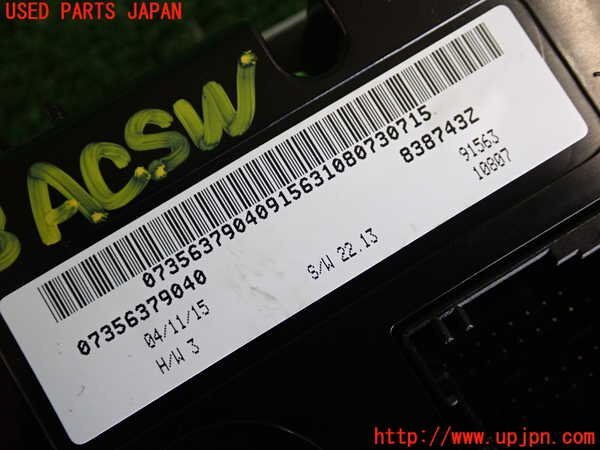 USED PARTS JAPAN
ACSW
07356379040915631080730715
07356379040
838743Z
04/11/15
S/W 22.13
91563
H/W 3
10807
http://www.upjpn.com